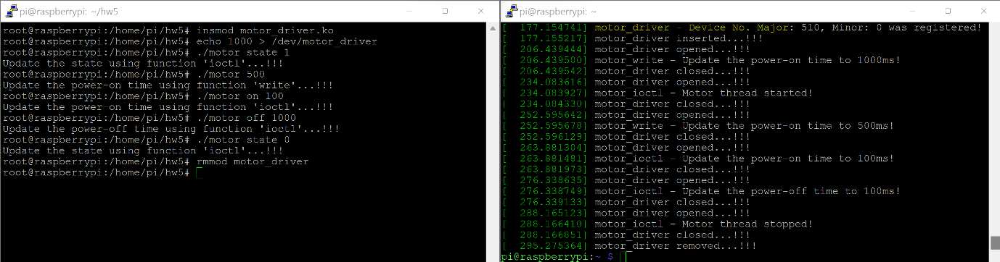 pi@raspberrypi: ~/hw5
root@raspberrypi:/home/pi/hw5# insmod motor_driver.ko
root@raspberrypi:/home/pi/hw5# echo 1000 > /dev/motor_driver
root@raspberrypi:/home/pi/hw5# ./motor state 1
Update the state using function 'ioctl'...!!!
root@raspberrypi:/home/pi/hw5# ./motor 500
Update the power-on time using function 'write'...!!!
root@raspberrypi:/home/pi/hw5# ./motor on 100
Update the power-on time using function 'ioctl'...!!!
root@raspberrypi:/home/pi/hw5# ./motor off 1000
Update the power-off time using function 'ioctl'...!!!
root@raspberrypi:/home/pi/hw5# ./motor state 0
Update the state using function 'ioctl'...!!!
root@raspberrypi:/home/pi/hw5# rmmod motor_driver
root@raspberrypi:/home/pi/hw5#
pi@raspberrypi: ~
[  177.154741] motor_driver - Device No. Major: 510, Minor: 0 was registered!
[  177.155217] motor_driver inserted...!!!
[  206.439444] motor_driver opened...!!!
[  206.439500] motor_write - Update the power-on time to 1000ms!
[  206.439542] motor_driver closed...!!!
[  234.083616] motor_driver opened...!!!
[  234.083927] motor_ioctl - Motor thread started!
[  234.084330] motor_driver closed...!!!
[  252.595642] motor_driver opened...!!!
[  252.595678] motor_write - Update the power-on time to 500ms!
[  252.596129] motor_driver closed...!!!
[  263.881304] motor_driver opened...!!!
[  263.881481] motor_ioctl - Update the power-on time to 100ms!
[  263.881973] motor_driver closed...!!!
[  276.338635] motor_driver opened...!!!
[  276.338749] motor_ioctl - Update the power-off time to 100ms!
[  276.339133] motor_driver closed...!!!
[  288.165123] motor_driver opened...!!!
[  288.166410] motor_ioctl - Motor thread stopped!
[  288.166851] motor_driver closed...!!!
[  295.275364] motor_driver removed...!!!
pi@raspberrypi:~ $